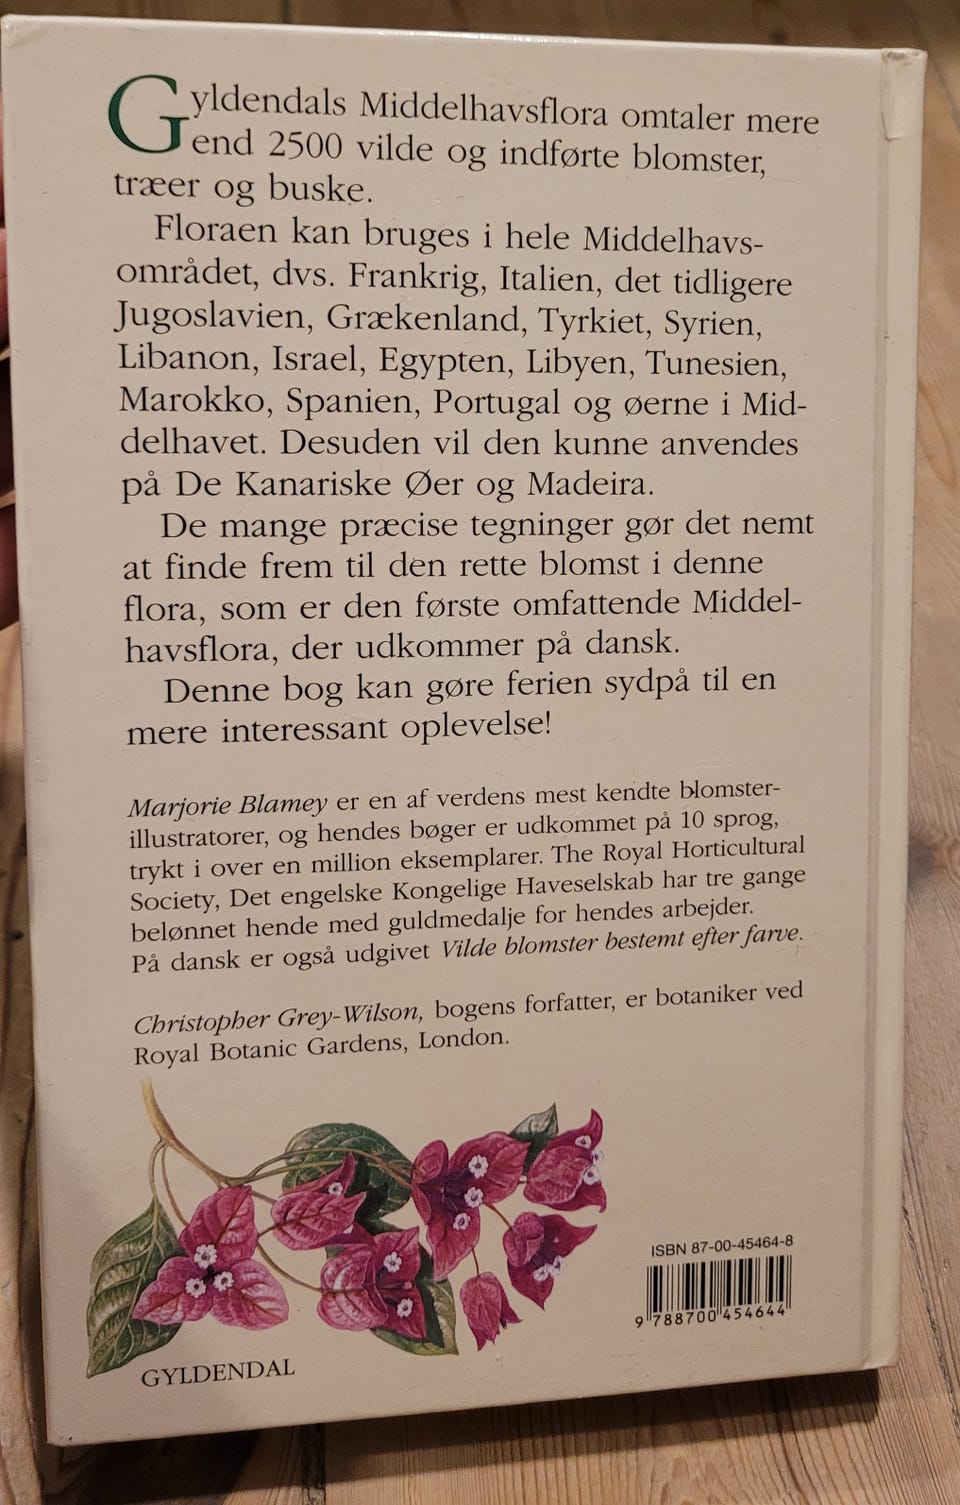 Gyldendals Middelhavsflora omtaler mere
end 2500 vilde og indførte blomster,
træer og buske.
Floraen kan bruges i hele Middelhavs-
området, dvs. Frankrig, Italien, det tidligere
Jugoslavien, Grækenland, Tyrkiet, Syrien,
Libanon, Israel, Egypten, Libyen, Tunesien,
Marokko, Spanien, Portugal og øerne i Mid-
delhavet. Desuden vil den kunne anvendes
på De Kanariske Øer og Madeira.
De mange præcise tegninger gør det nemt
at finde frem til den rette blomst i denne
flora, som er den første omfattende Middel-
havsflora, der udkommer på dansk.
Denne bog kan gøre ferien sydpå til en
mere interessant oplevelse!
Marjorie Blamey er en af verdens mest kendte blomster-
illustratorer, og hendes bøger er udkommet på 10 sprog,
trykt i over en million eksemplarer. The Royal Horticultural
Society, Det engelske Kongelige Haveselskab har tre gange
belønnet hende med guldmedalje for hendes arbejder.
På dansk er også udgivet Vilde blomster bestemt efter farve.
Christopher Grey-Wilson, bogens forfatter, er botaniker ved
Royal Botanic Gardens, London.
ISBN 87-00-45464-8
9 788700 454644
GYLDENDAL